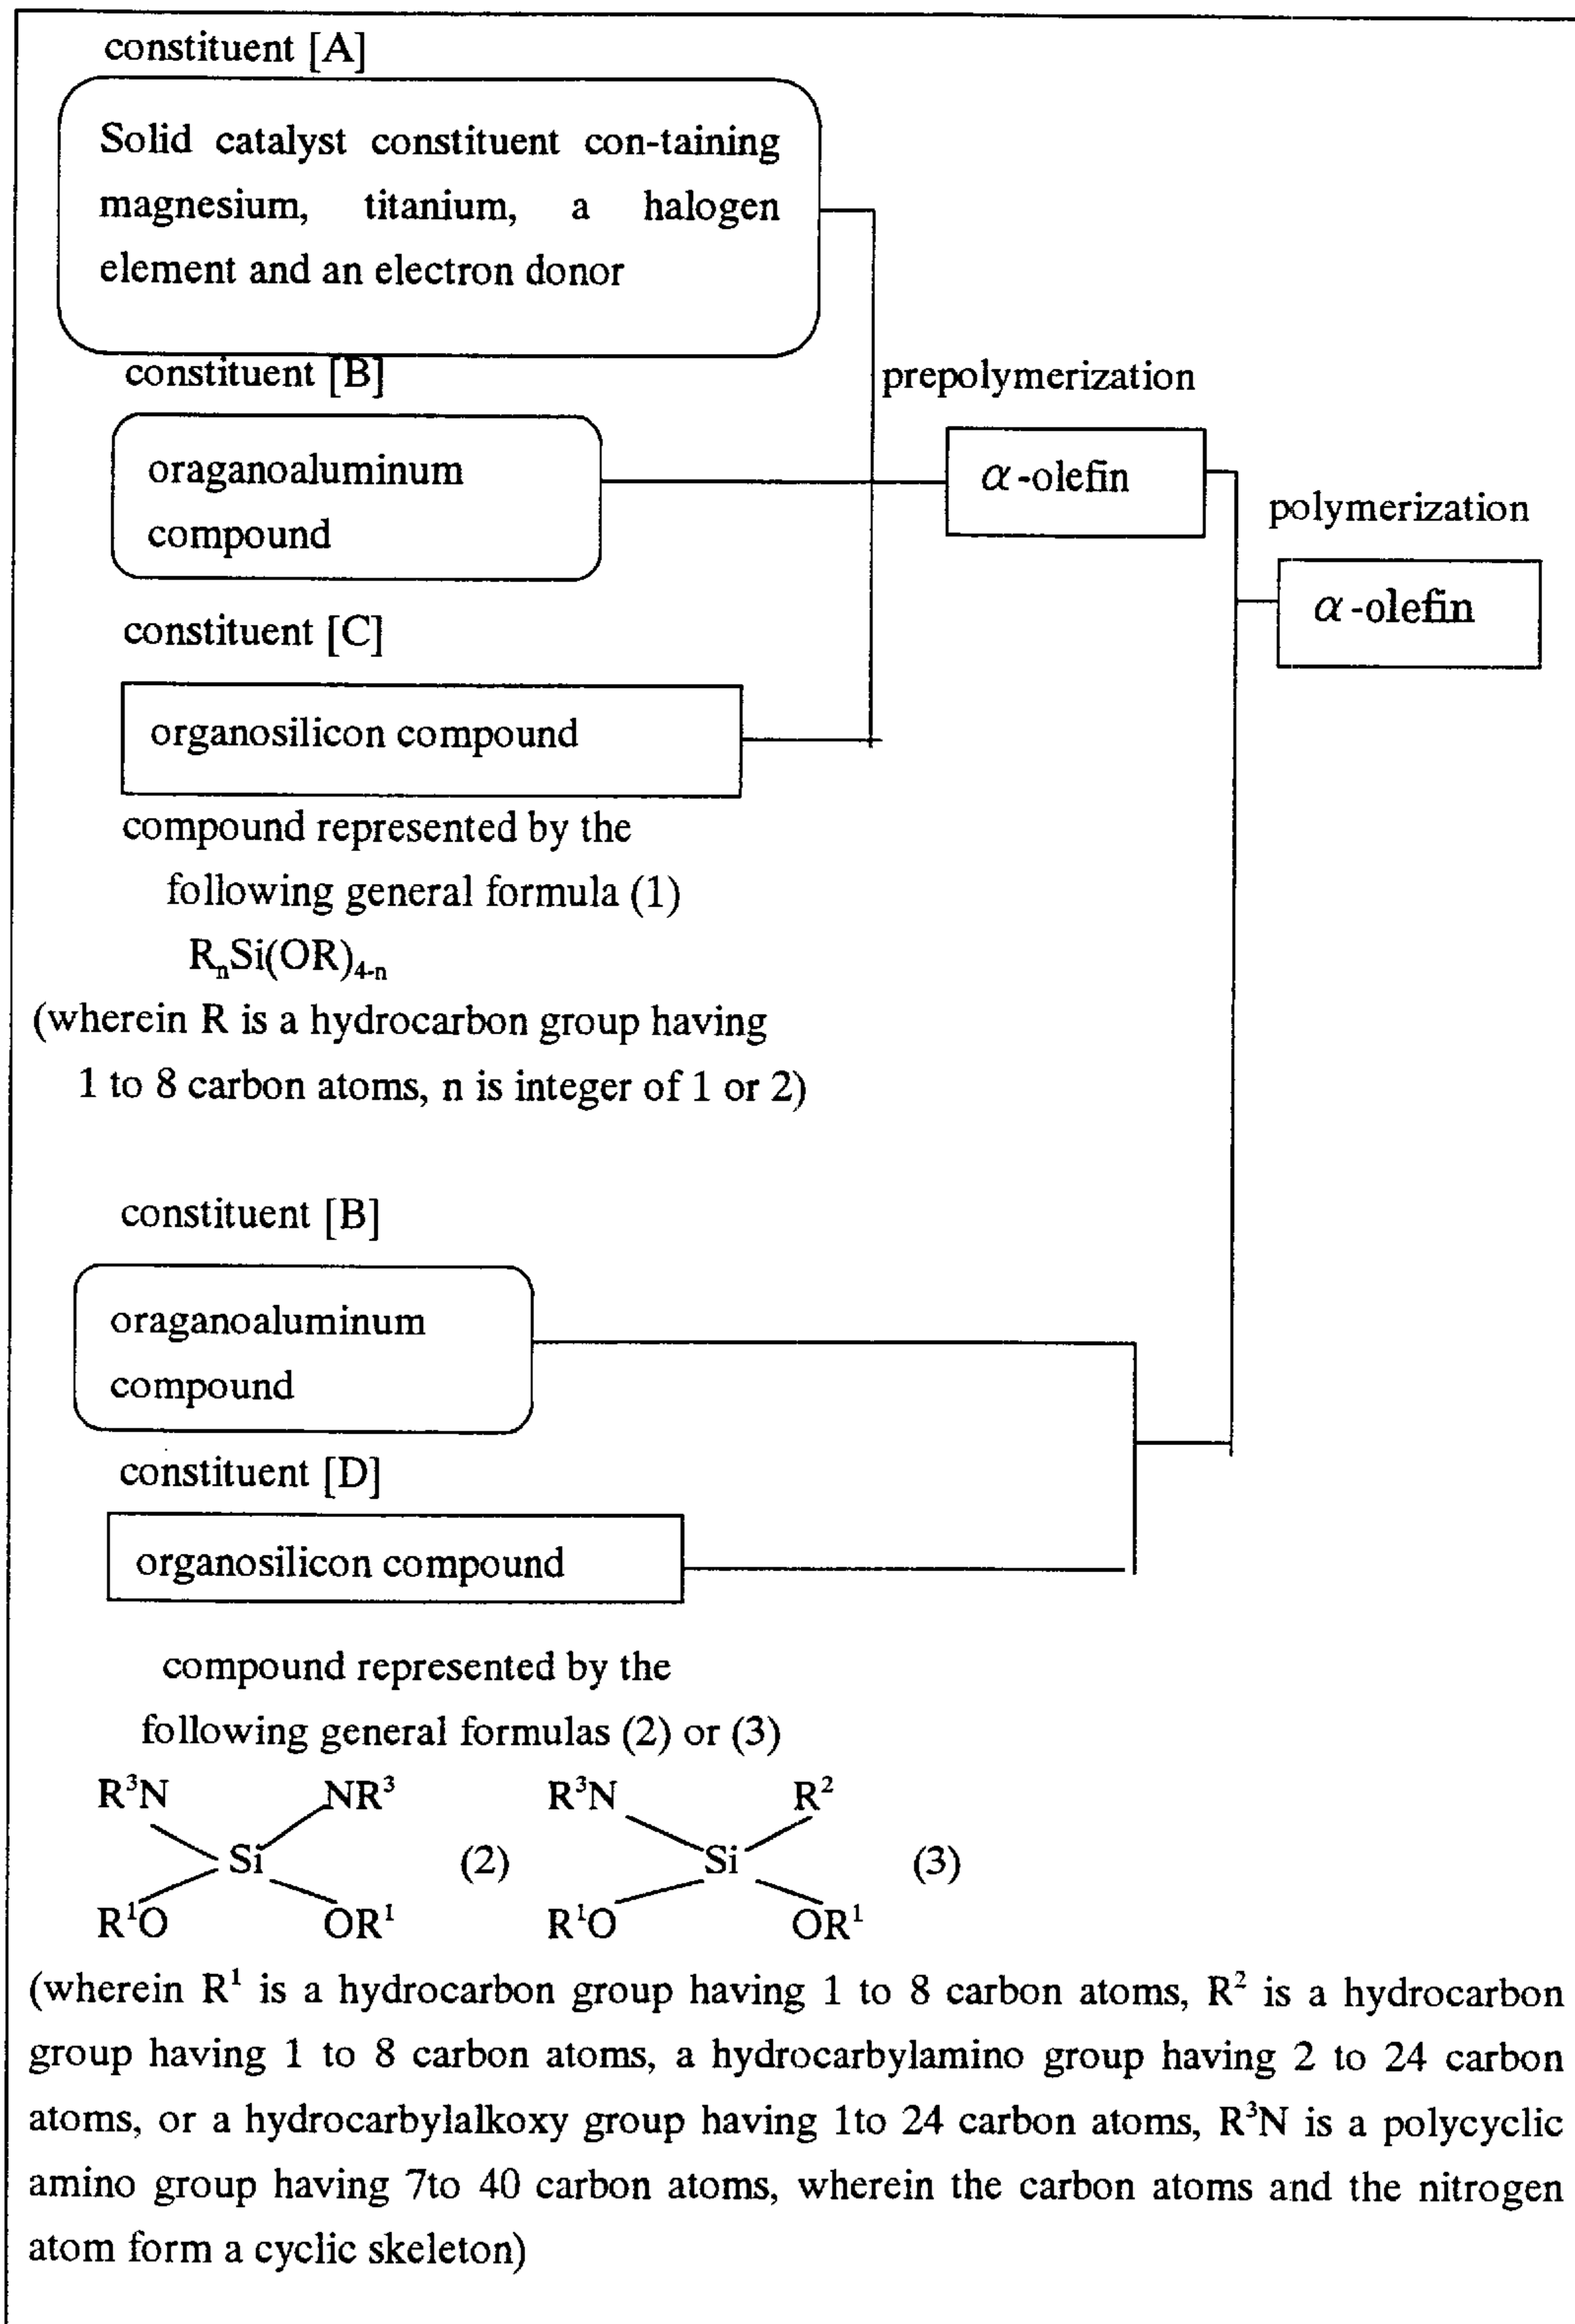 constituent [A]
Solid catalyst constituent con-taining
magnesium, titanium, a halogen
element and an electron donor
constituent [B]
prepolymerization
oraganoaluminum
compound
α-olefin
polymerization
α-olefin
constituent [C]
organosilicon compound
compound represented by the
following general formula (1)
RₙSi(OR)₄₋ₙ
(wherein R is a hydrocarbon group having
1 to 8 carbon atoms, n is integer of 1 or 2)
constituent [B]
oraganoaluminum
compound
constituent [D]
organosilicon compound
compound represented by the
following general formulas (2) or (3)
R³N NR³ R³N R²
Si (2) Si (3)
R¹O OR¹ R¹O OR¹
(wherein R¹ is a hydrocarbon group having 1 to 8 carbon atoms, R² is a hydrocarbon
group having 1 to 8 carbon atoms, a hydrocarbylamino group having 2 to 24 carbon
atoms, or a hydrocarbylalkoxy group having 1to 24 carbon atoms, R³N is a polycyclic
amino group having 7to 40 carbon atoms, wherein the carbon atoms and the nitrogen
atom form a cyclic skeleton)